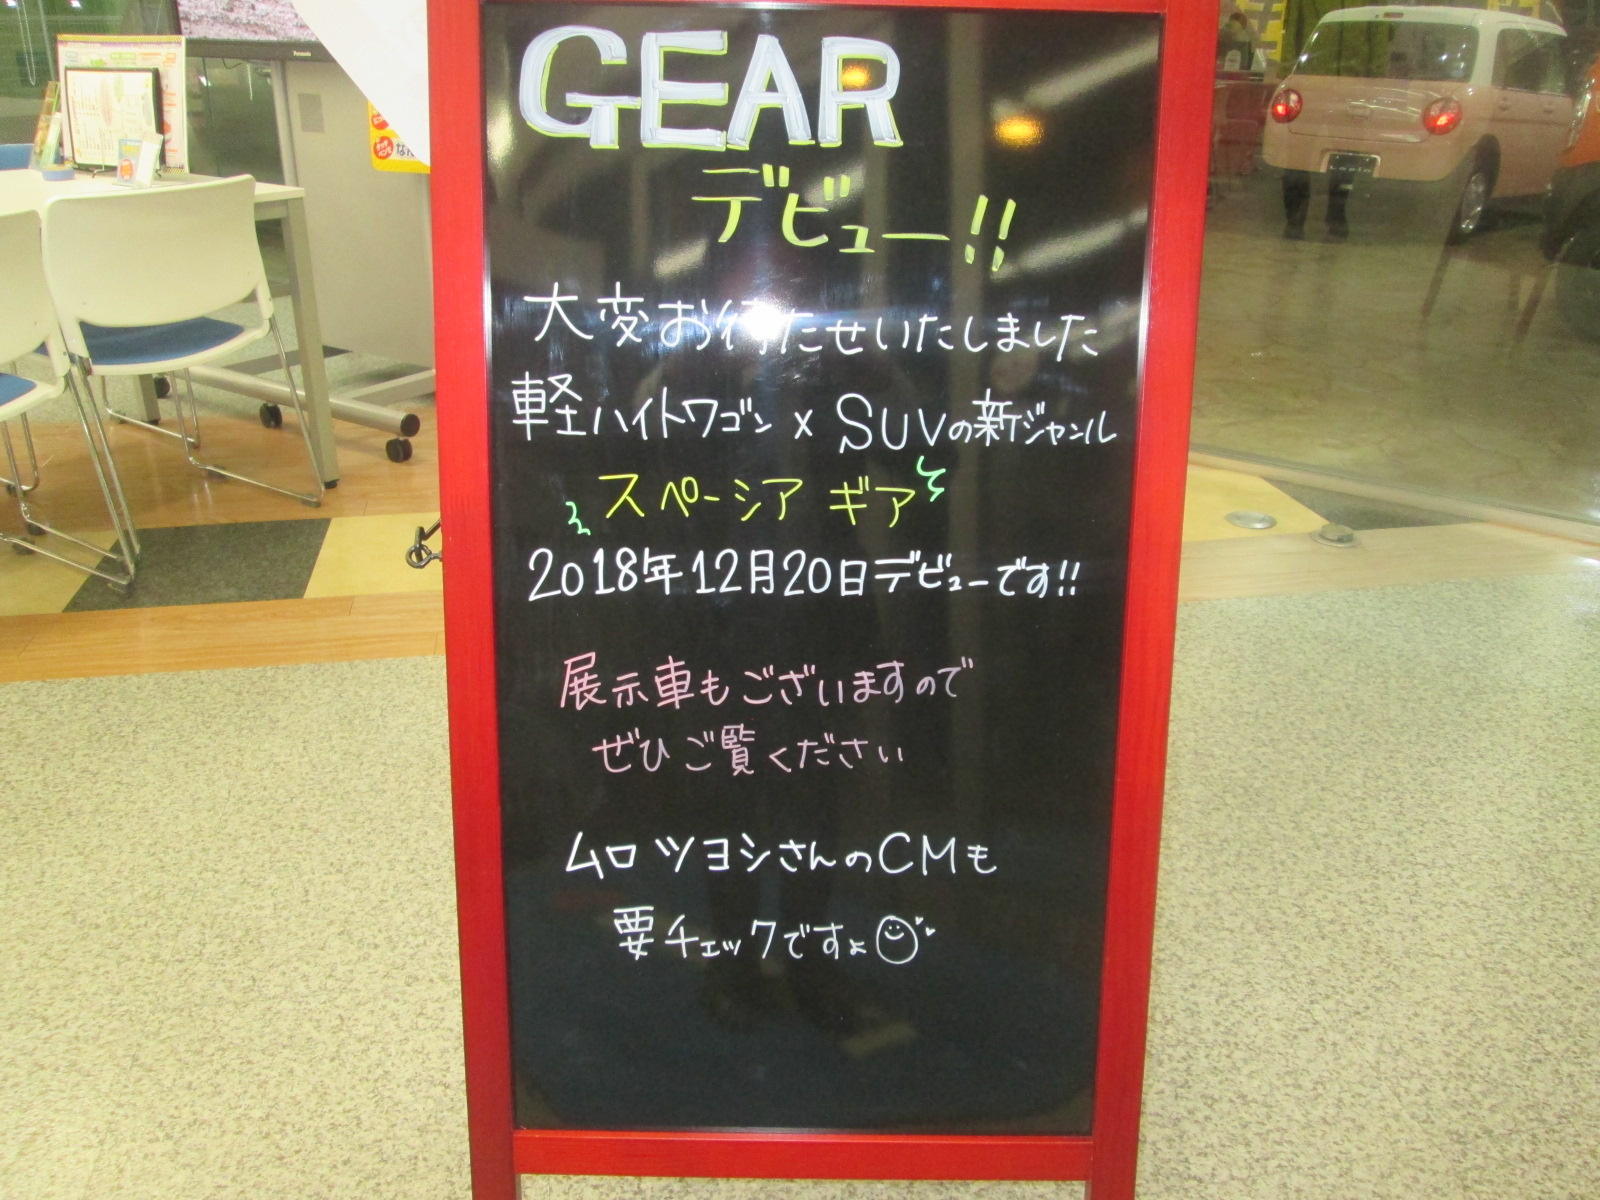 GEAR
デビュー!!
大変お待たせいたしました
軽ハイトワゴン×SUVの新ジャンル
スペーシア ギア
2018年12月20日デビューです!!
展示車もございますので
ぜひご覧ください
ムロツヨシさんのCMも
要チェックですよ
Panasonic